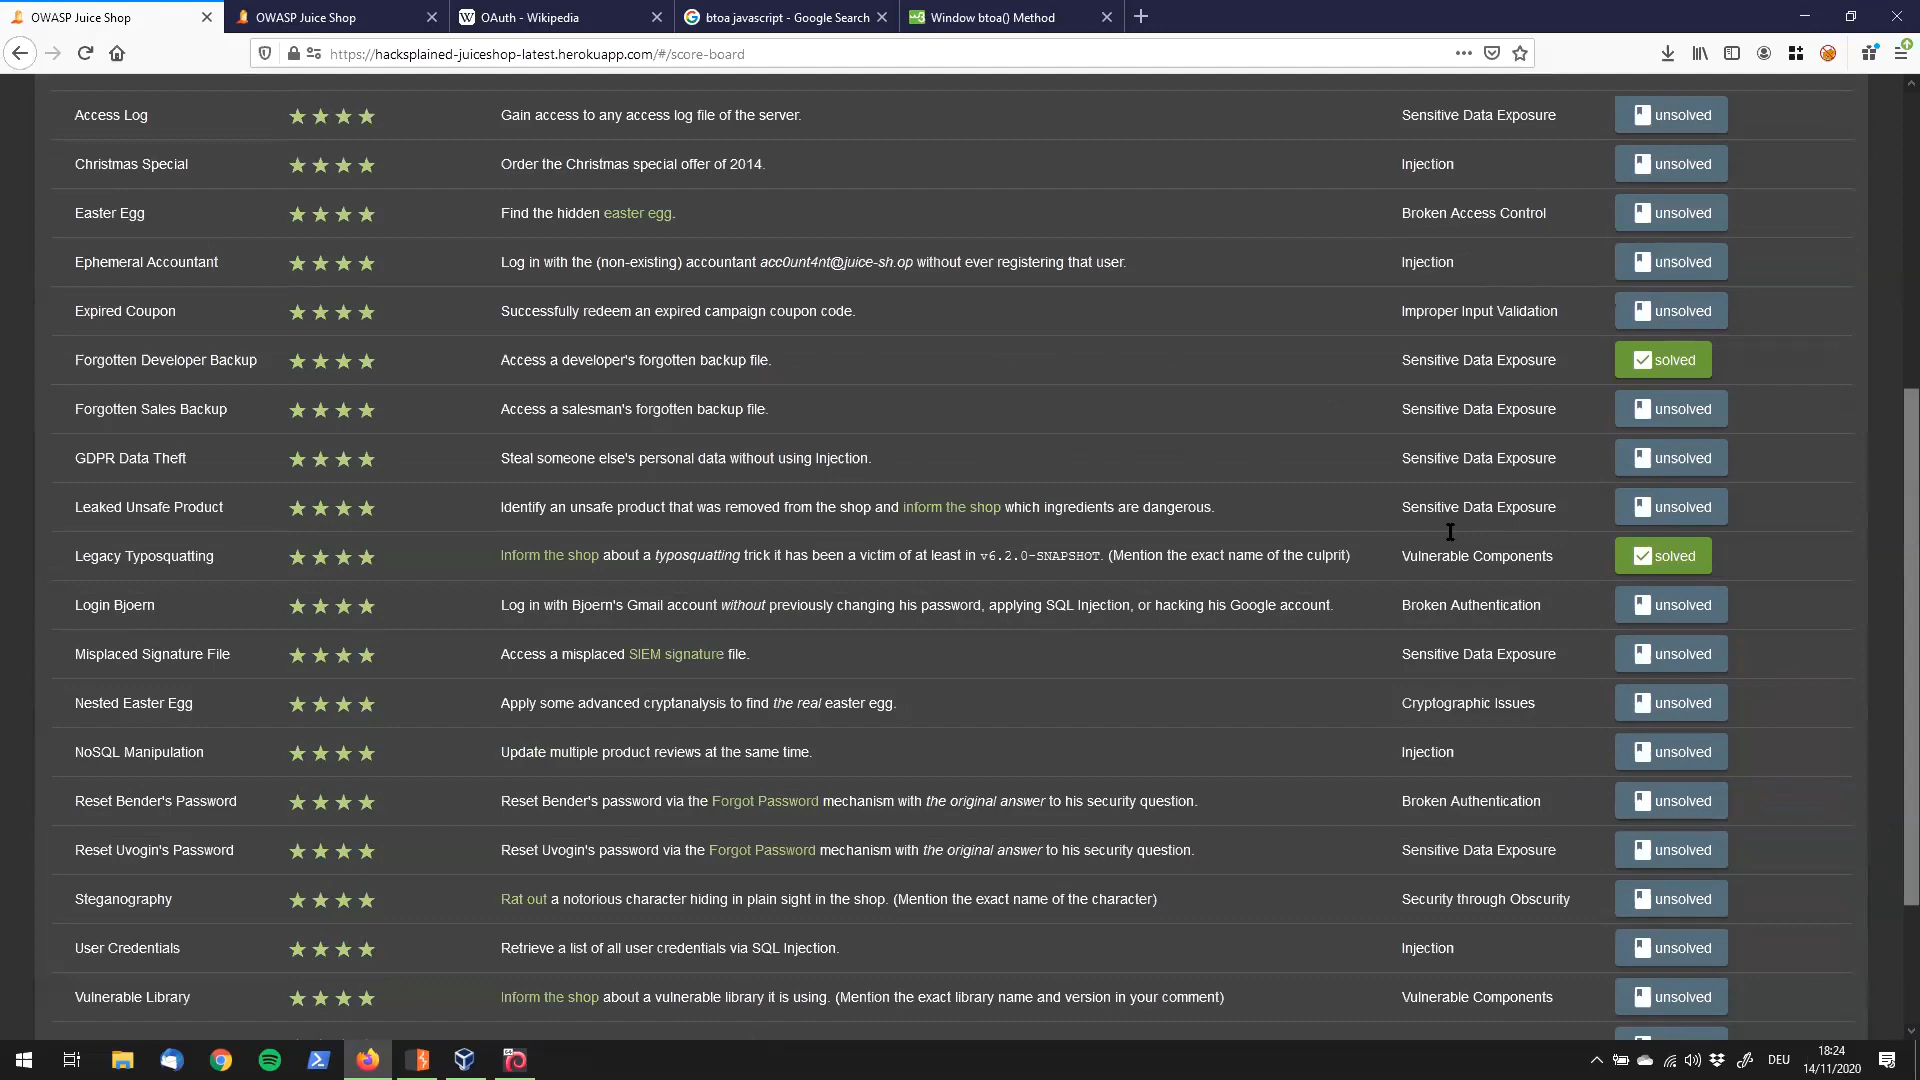 OWASP Juice Shop
OWASP Juice Shop
OAuth - Wikipedia
btoa javascript - Google Search
Window btoa() Method
https://hacksplained-juiceshop-latest.herokuapp.com/#/score-board
Access Log Gain access to any access log file of the server. Sensitive Data Exposure unsolved
Christmas Special Order the Christmas special offer of 2014. Injection unsolved
Easter Egg Find the hidden easter egg. Broken Access Control unsolved
Ephemeral Accountant Log in with the (non-existing) accountant acc0unt4nt@juice-sh.op without ever registering that user. Injection unsolved
Expired Coupon Successfully redeem an expired campaign coupon code. Improper Input Validation unsolved
Forgotten Developer Backup Access a developer's forgotten backup file. Sensitive Data Exposure solved
Forgotten Sales Backup Access a salesman's forgotten backup file. Sensitive Data Exposure unsolved
GDPR Data Theft Steal someone else's personal data without using Injection. Sensitive Data Exposure unsolved
Leaked Unsafe Product Identify an unsafe product that was removed from the shop and inform the shop which ingredients are dangerous. Sensitive Data Exposure unsolved
Legacy Typosquatting Inform the shop about a typosquatting trick it has been a victim of at least in v6.2.0-SNAPSHOT. (Mention the exact name of the culprit) Vulnerable Components solved
Login Bjoern Log in with Bjoern's Gmail account without previously changing his password, applying SQL Injection, or hacking his Google account. Broken Authentication unsolved
Misplaced Signature File Access a misplaced SIEM signature file. Sensitive Data Exposure unsolved
Nested Easter Egg Apply some advanced cryptanalysis to find the real easter egg. Cryptographic Issues unsolved
NoSQL Manipulation Update multiple product reviews at the same time. Injection unsolved
Reset Bender's Password Reset Bender's password via the Forgot Password mechanism with the original answer to his security question. Broken Authentication unsolved
Reset Uvogin's Password Reset Uvogin's password via the Forgot Password mechanism with the original answer to his security question. Sensitive Data Exposure unsolved
Steganography Rat out a notorious character hiding in plain sight in the shop. (Mention the exact name of the character) Security through Obscurity unsolved
User Credentials Retrieve a list of all user credentials via SQL Injection. Injection unsolved
Vulnerable Library Inform the shop about a vulnerable library it is using. (Mention the exact library name and version in your comment) Vulnerable Components unsolved
DEU
18:24
14/11/2020